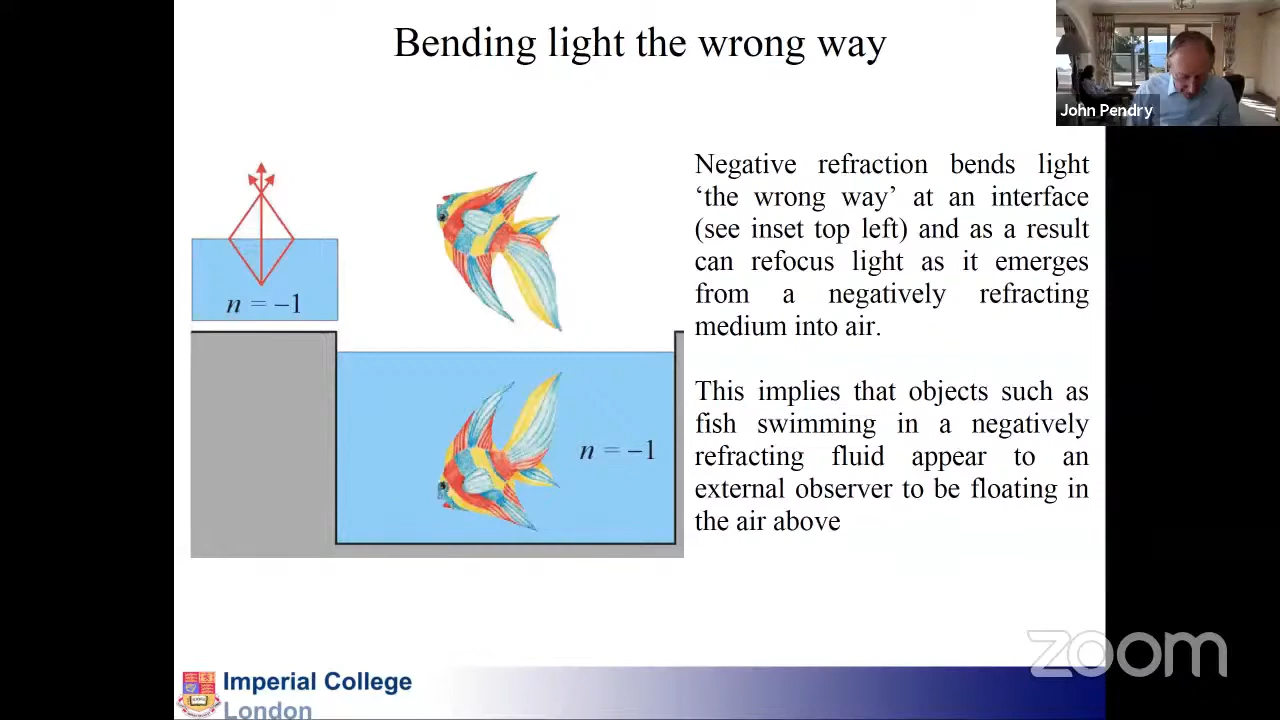 Bending light the wrong way
John Pendry
Negative refraction bends light
‘the wrong way’ at an interface
(see inset top left) and as a result
can refocus light as it emerges
from a negatively refracting
medium into air.
This implies that objects such as
fish swimming in a negatively
refracting fluid appear to an
external observer to be floating in
the air above
n = −1
n = −1
Imperial College
London
zoom